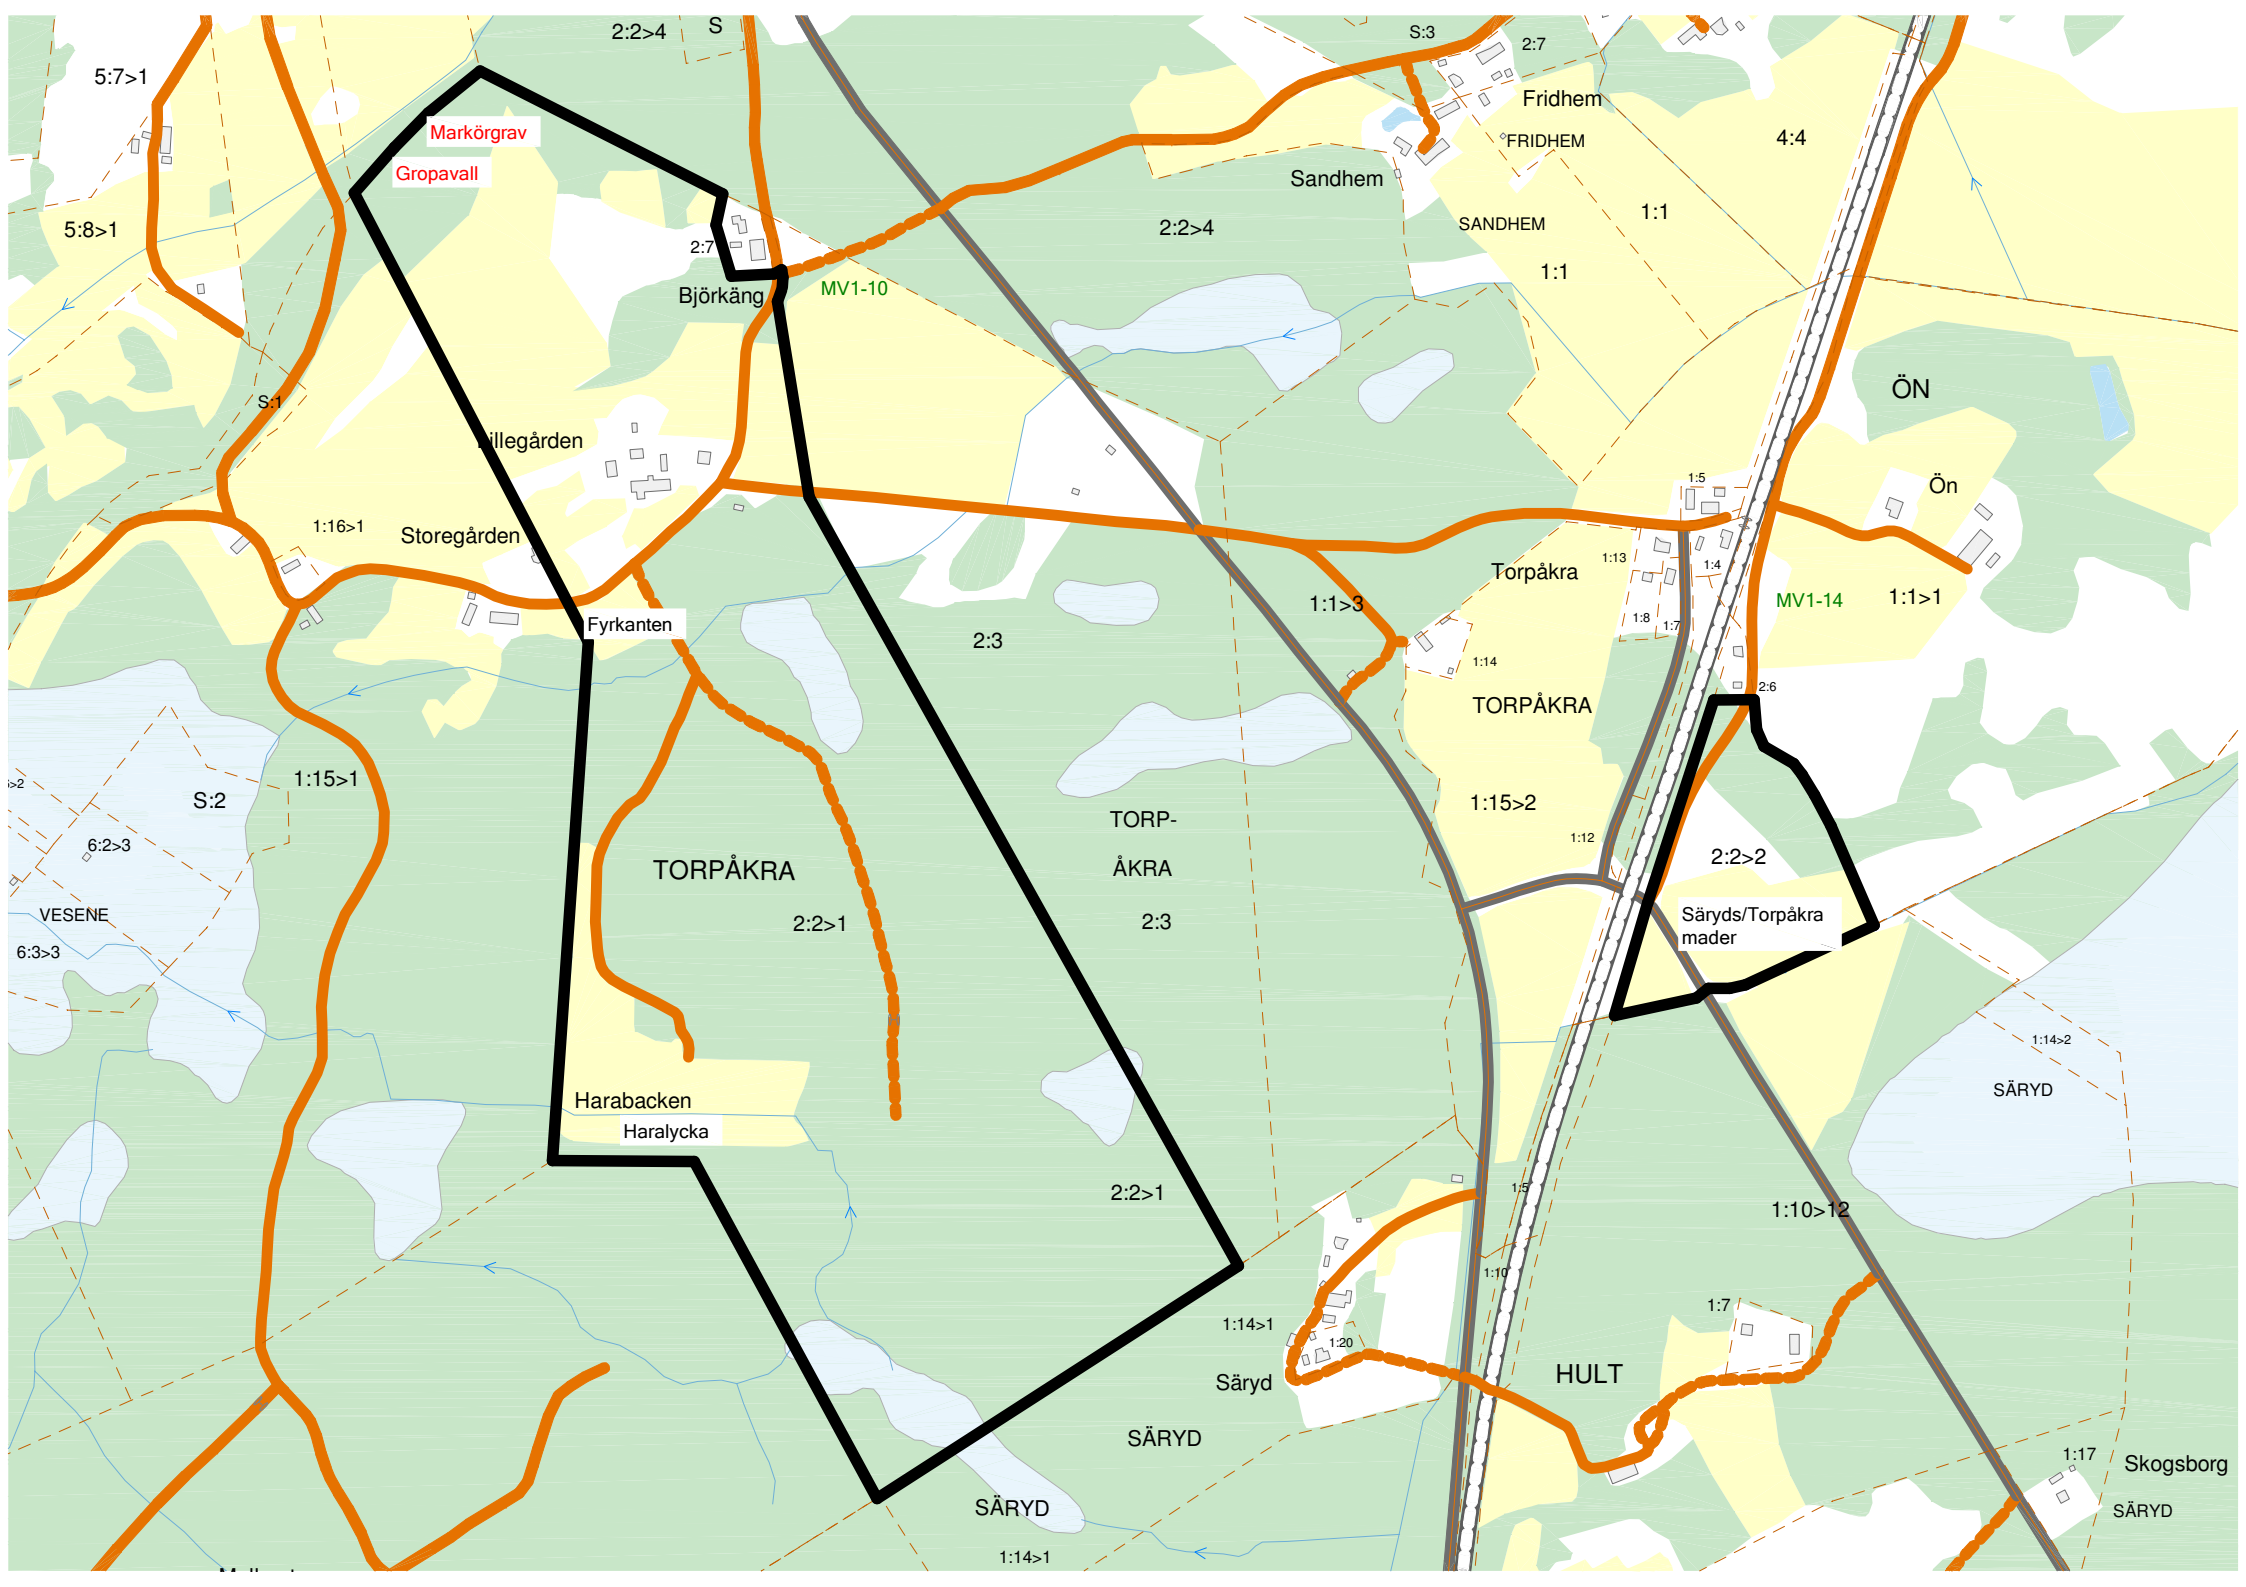 2:2>4
S
S:3
2:7
5:7>1
Fridhem
Markörgrav
FRIDHEM
4:4
Gropavall
Sandhem
5:8>1
2:2>4
1:1
SANDHEM
2:7
1:1
Björkäng
MV1-10
ÖN
S:1
illegården
1:5
Ön
1:16>1
Storegården
1:13
1:4
Torpåkra
1:1>3
MV1-14
1:1>1
Fyrkanten
1:8
1:7
2:3
1:14
2:6
TORPÅKRA
1:15>1
>2
S:2
1:15>2
TORP-
ÅKRA
2:3
1:12
6:2>3
2:2>2
TORPÅKRA
VESENE
2:2>1
Säryds/Torpåkra
mader
6:3>3
1:14>2
SÄRYD
Harabacken
Haralycka
2:2>1
1:5
1:10>12
1:10
1:7
1:14>1
1:20
Säryd
HULT
SÄRYD
1:17
Skogsborg
SÄRYD
SÄRYD
1:14>1